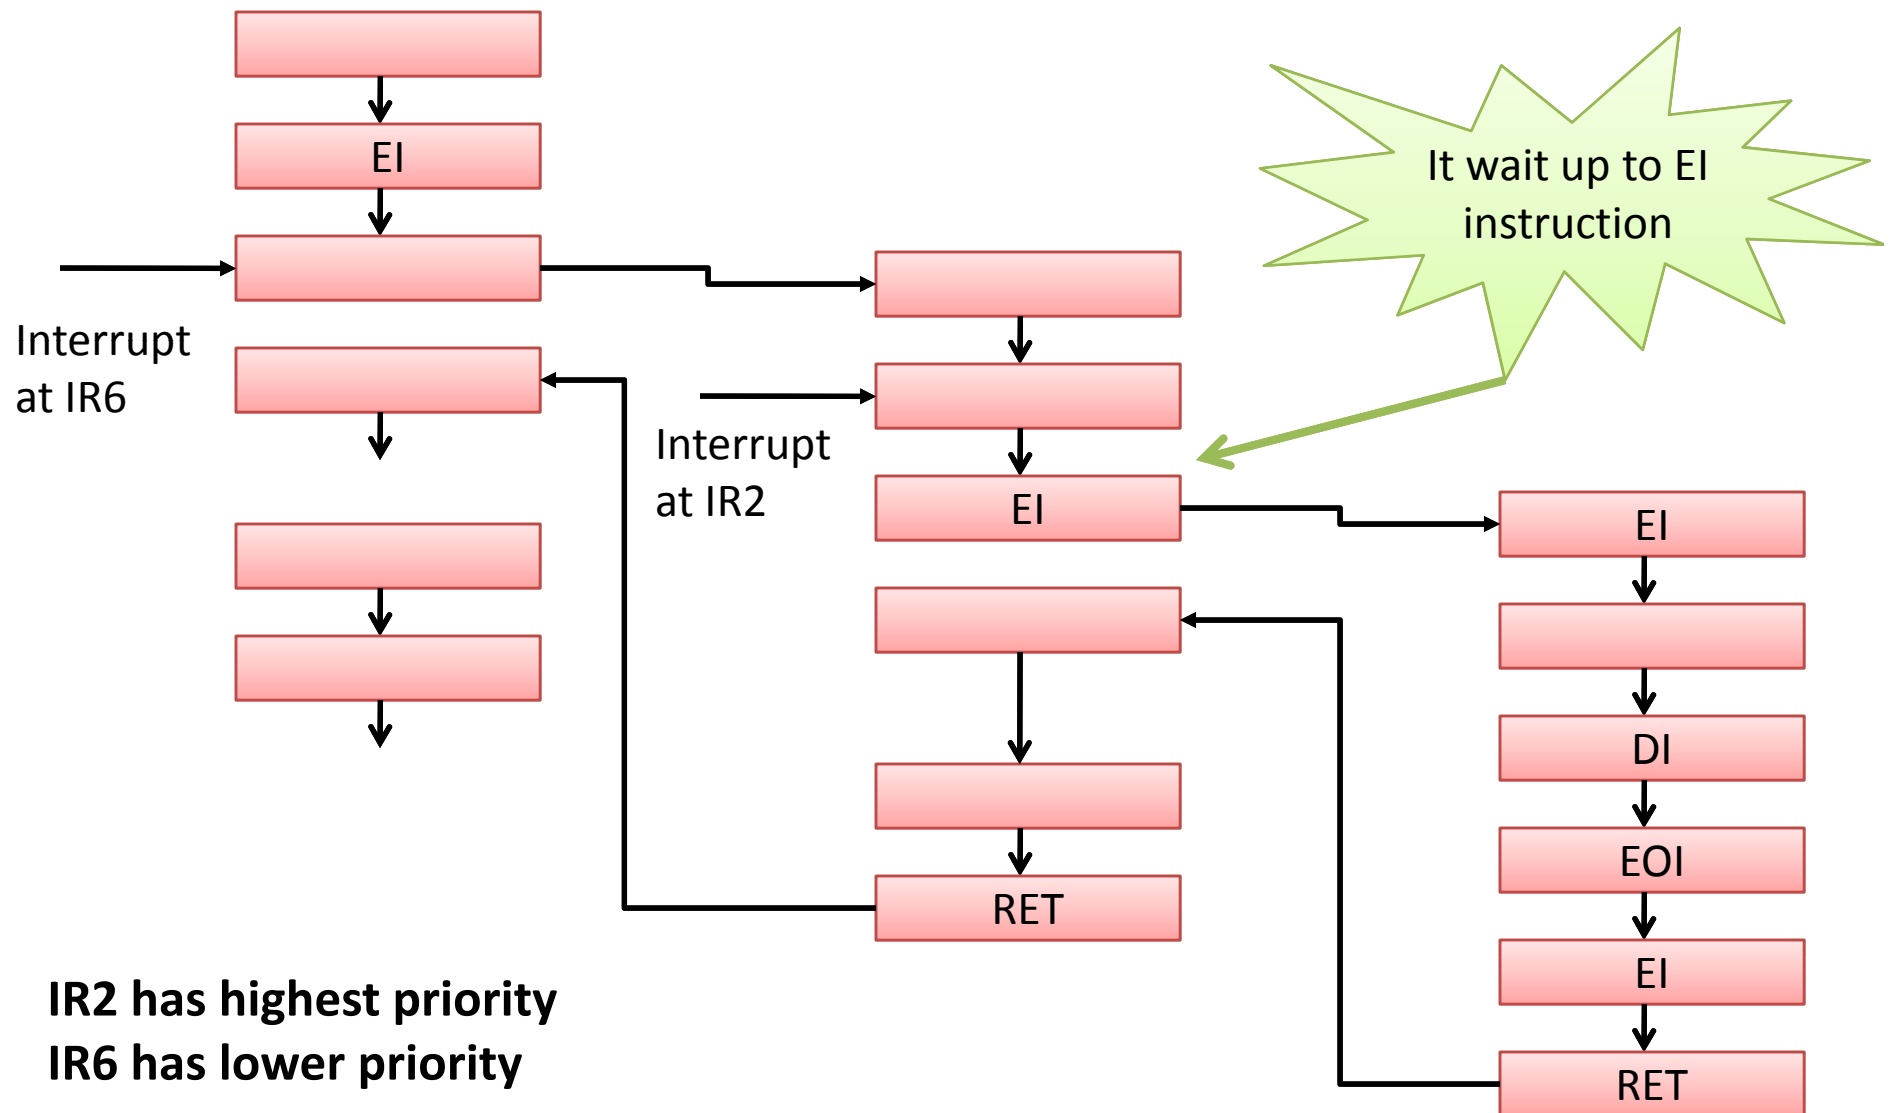 EI
Interrupt
at IR6
Interrupt
at IR2
EI
RET
It wait up to EI
instruction
EI
DI
EOI
EI
RET
IR2 has highest priority
IR6 has lower priority